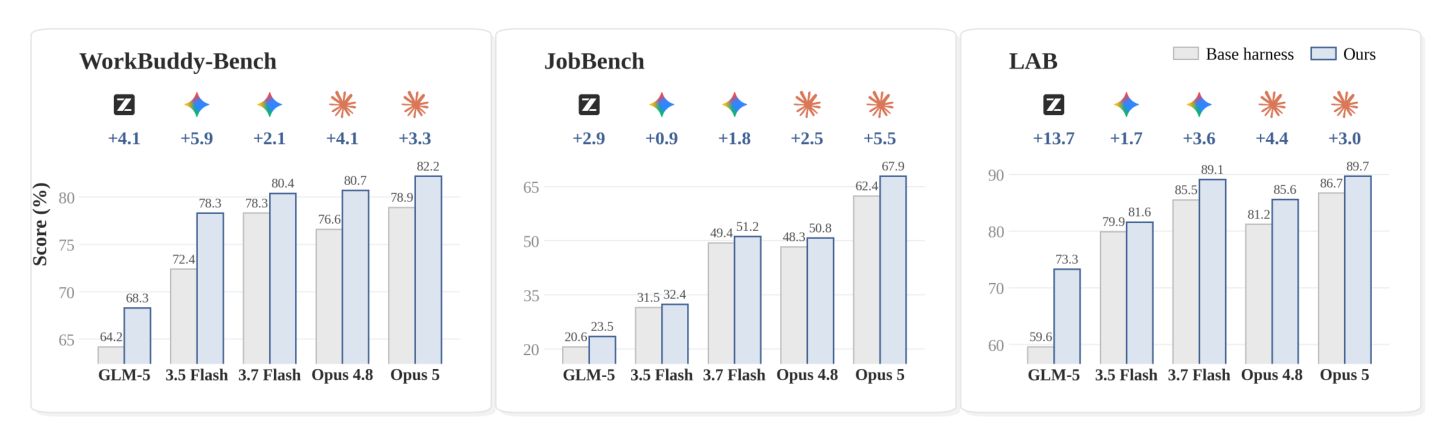 WorkBuddy-Bench
Z
+4.1 +5.9 +2.1 +4.1 +3.3
Score (%)
80
75
70
65
64.2 68.3 72.4 78.3 78.3 80.4 76.6 80.7 78.9 82.2
GLM-5 3.5 Flash 3.7 Flash Opus 4.8 Opus 5
JobBench
Z
+2.9 +0.9 +1.8 +2.5 +5.5
65
50
35
20
20.6 23.5 31.5 32.4 49.4 51.2 48.3 50.8 62.4 67.9
GLM-5 3.5 Flash 3.7 Flash Opus 4.8 Opus 5
LAB
Base harness Ours
Z
+13.7 +1.7 +3.6 +4.4 +3.0
90
80
70
60
59.6 73.3 79.9 81.6 85.5 89.1 81.2 85.6 86.7 89.7
GLM-5 3.5 Flash 3.7 Flash Opus 4.8 Opus 5